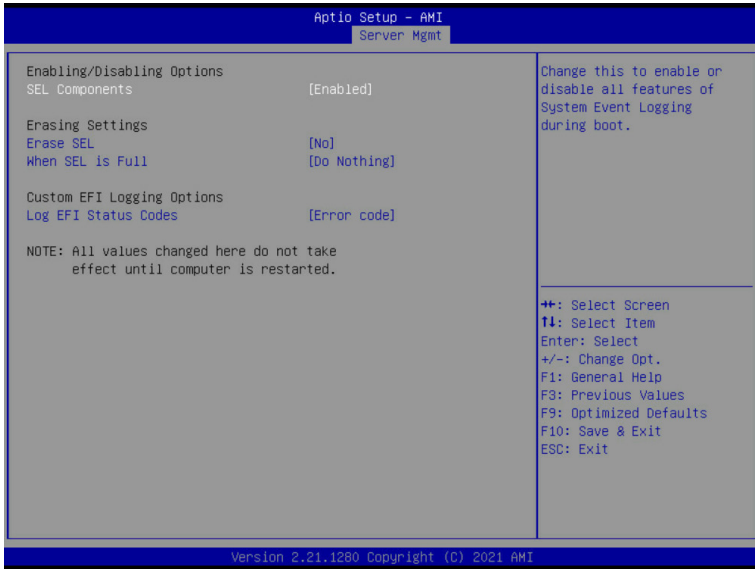 Aptio Setup – AMI
Server Mgmt
Enabling/Disabling Options
SEL Components [Enabled]
Erasing Settings
Erase SEL [No]
When SEL is Full [Do Nothing]
Custom EFI Logging Options
Log EFI Status Codes [Error code]
NOTE: All values changed here do not take
effect until computer is restarted.
Change this to enable or
disable all features of
System Event Logging
during boot.
→←: Select Screen
↑↓: Select Item
Enter: Select
+/-: Change Opt.
F1: General Help
F3: Previous Values
F9: Optimized Defaults
F10: Save & Exit
ESC: Exit
Version 2.21.1280 Copyright (C) 2021 AMI